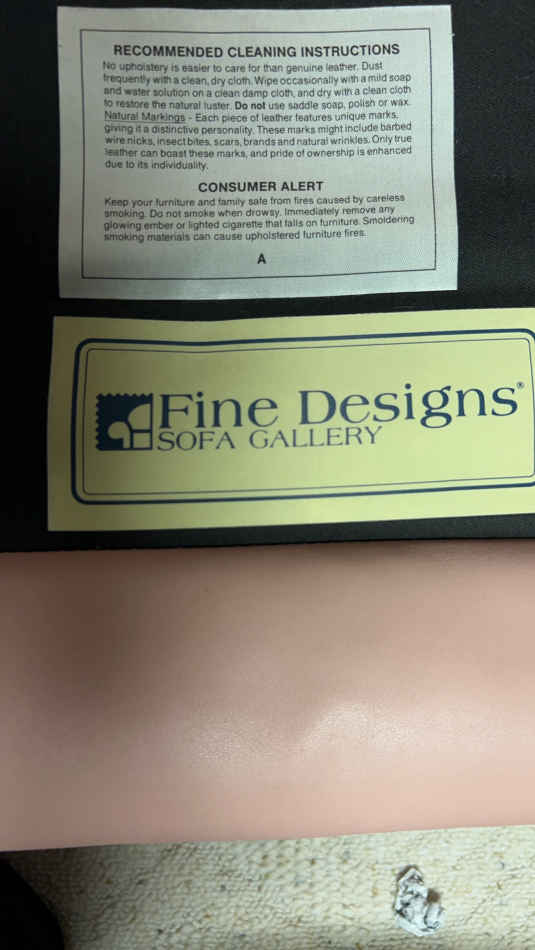 RECOMMENDED CLEANING INSTRUCTIONS
No upholstery is easier to care for than genuine leather. Dust
frequently with a clean, dry cloth. Wipe occasionally with a mild soap
and water solution on a clean damp cloth, and dry with a clean cloth
to restore the natural luster. Do not use saddle soap, polish or wax.
Natural Markings - Each piece of leather features unique marks,
giving it a distinctive personality. These marks might include barbed
wire nicks, insect bites, scars, brands and natural wrinkles. Only true
leather can boast these marks, and pride of ownership is enhanced
due to its individuality.
CONSUMER ALERT
Keep your furniture and family safe from fires caused by careless
smoking. Do not smoke when drowsy. Immediately remove any
glowing ember or lighted cigarette that falls on furniture. Smoldering
smoking materials can cause upholstered furniture fires.
A
Fine Designs®
SOFA GALLERY